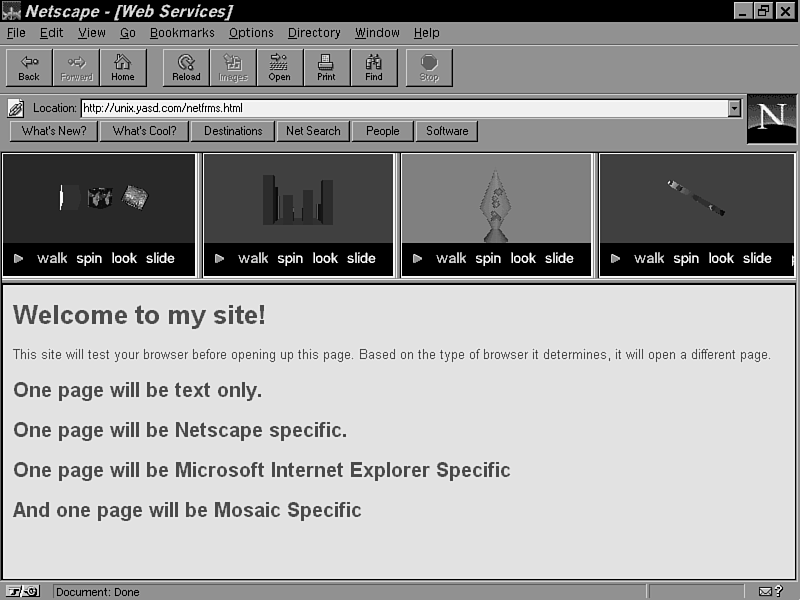 Netscape - [Web Services]
File Edit View Go Bookmarks Options Directory Window Help
Back Forward Home Reload Images Open Print Find Stop
Location: http://unix.yasd.com/netfrms.html
N
What's New? What's Cool? Destinations Net Search People Software
walk spin look slide walk spin look slide walk spin look slide walk spin look slide
Welcome to my site!
This site will test your browser before opening up this page. Based on the type of browser it determines, it will open a different page.
One page will be text only.
One page will be Netscape specific.
One page will be Microsoft Internet Explorer Specific
And one page will be Mosaic Specific
Document: Done
?